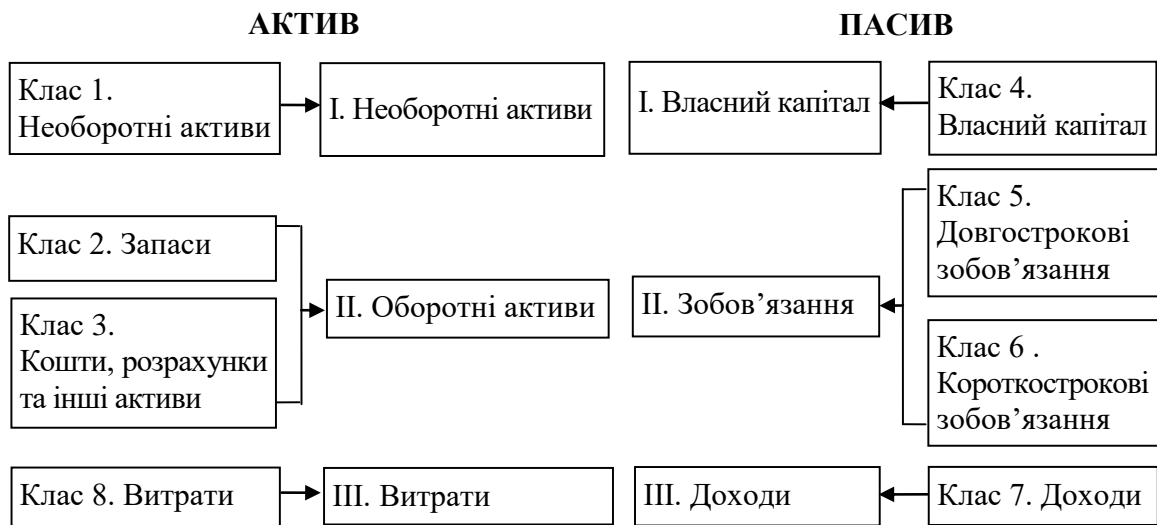 АКТИВ
ПАСИВ
Клас 1.
Необоротні активи
І. Необоротні активи
І. Власний капітал
Клас 4.
Власний капітал
Клас 2. Запаси
Клас 3.
Кошти, розрахунки
та інші активи
ІІ. Оборотні активи
ІІ. Зобов’язання
Клас 5.
Довгострокові
зобов’язання
Клас 6 .
Короткострокові
зобов’язання
Клас 8. Витрати
ІІІ. Витрати
ІІІ. Доходи
Клас 7. Доходи